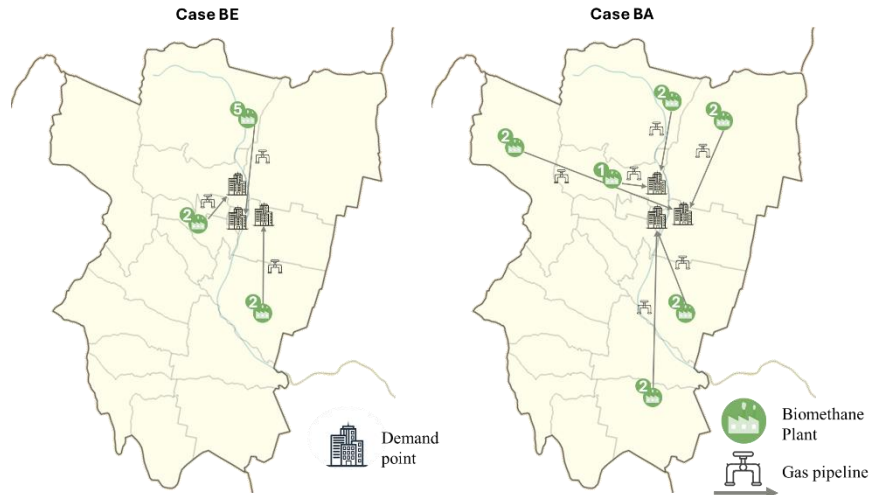 Case BE
Case BA
5
2
2
2
2
2
1
2
2
Demand
point
Biomethane
Plant
Gas pipeline